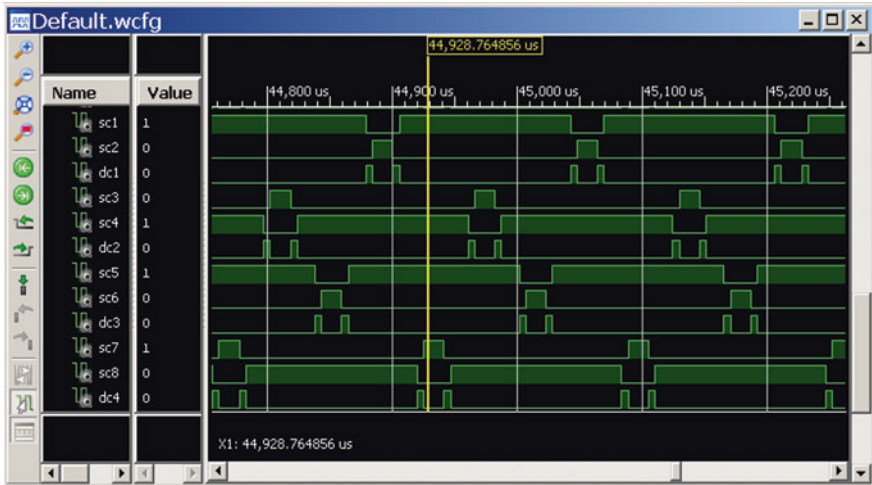 Default.wcfg
44,928.764856 us
Name Value
44,800 us 44,900 us 45,000 us 45,100 us 45,200 us
sc1 1
sc2 0
dc1 0
sc3 0
sc4 1
dc2 0
sc5 1
sc6 0
dc3 0
sc7 1
sc8 0
dc4 0
X1: 44,928.764856 us